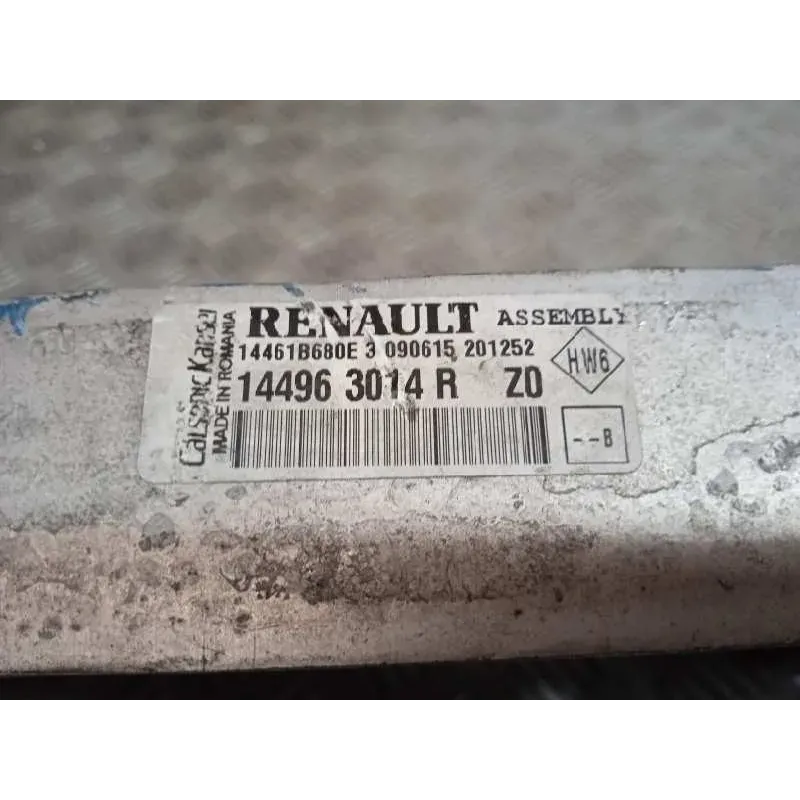 RENAULT ASSEMBLY
14461B680E 3 090615 201252
HW6
14496 3014 R Z0
--B
Calsonic Kansei
MADE IN ROMANIA